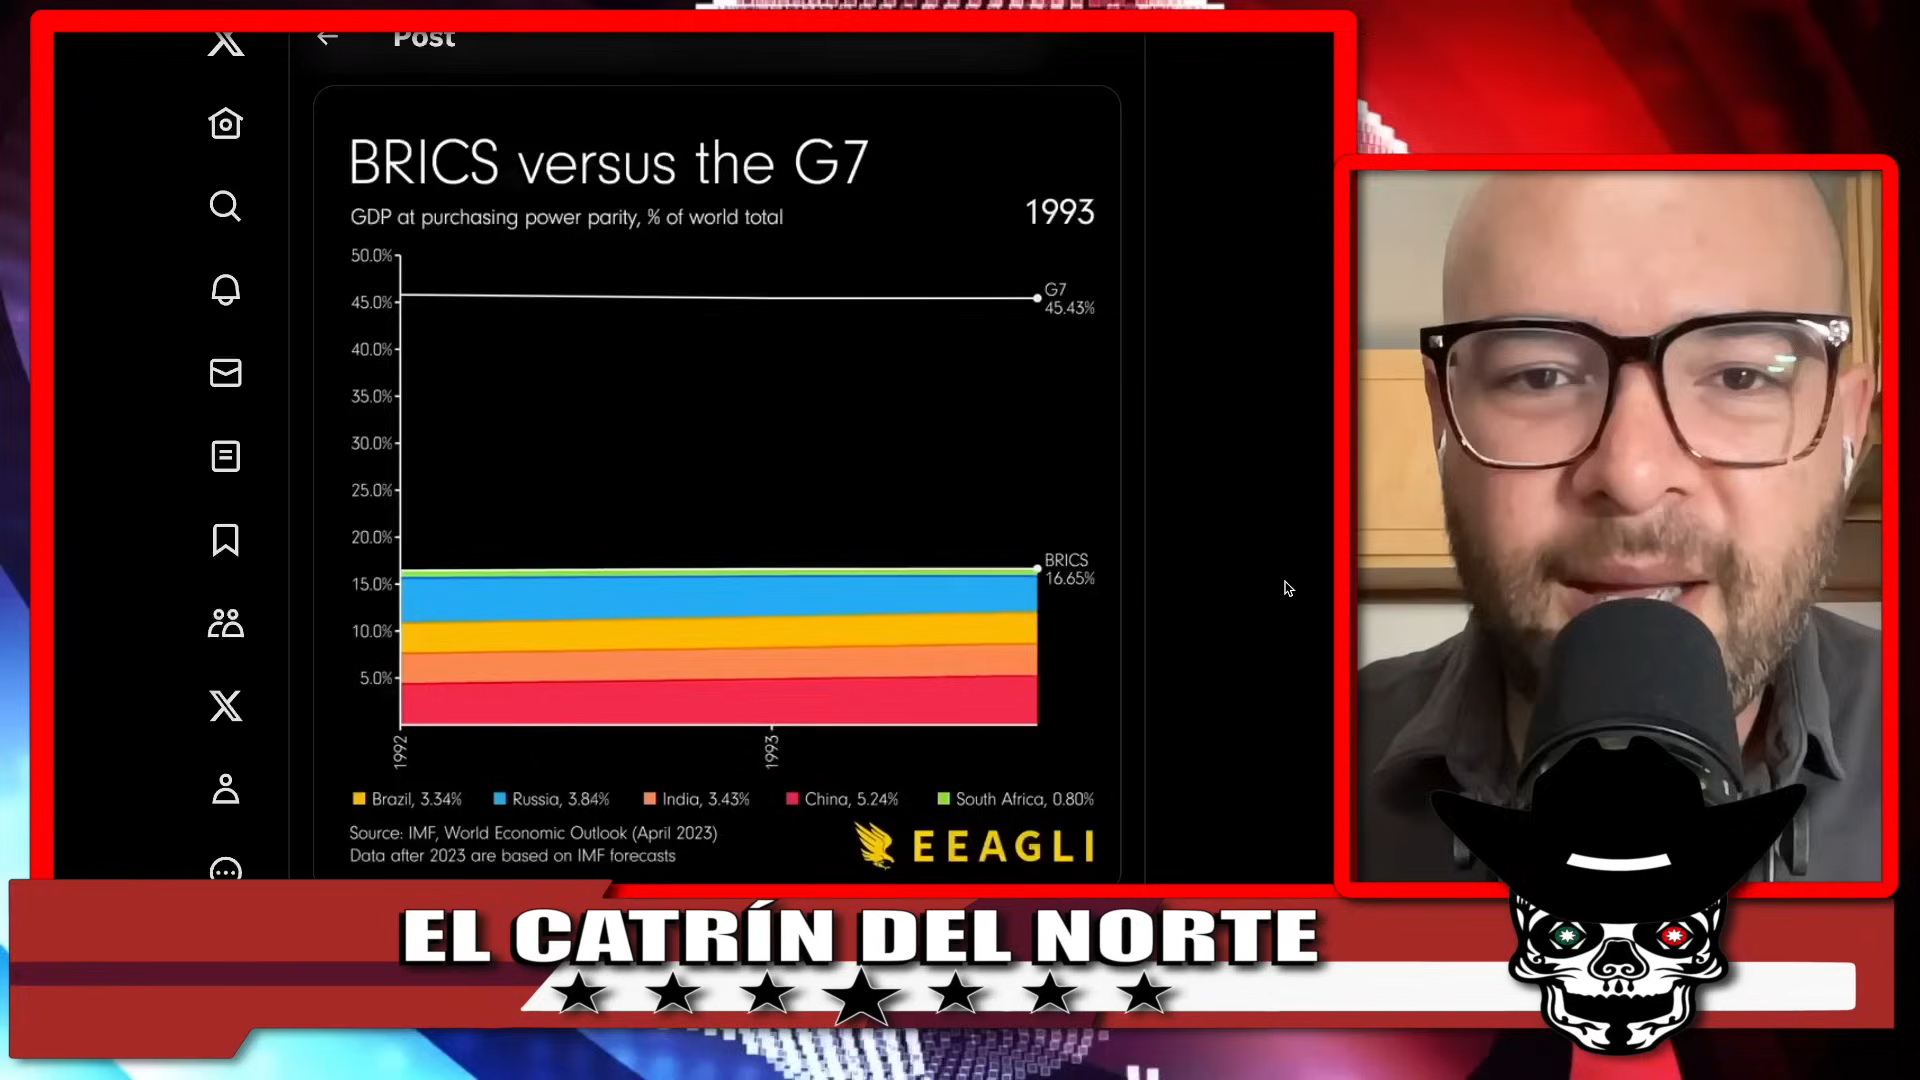 Post
BRICS versus the G7
GDP at purchasing power parity, % of world total
1993
50.0%
45.0%
40.0%
35.0%
30.0%
25.0%
20.0%
15.0%
10.0%
5.0%
G7
45.43%
BRICS
16.65%
1992
1993
Brazil, 3.34%
Russia, 3.84%
India, 3.43%
China, 5.24%
South Africa, 0.80%
Source: IMF, World Economic Outlook (April 2023)
Data after 2023 are based on IMF forecasts
EEAGLI
EL CATRÍN DEL NORTE